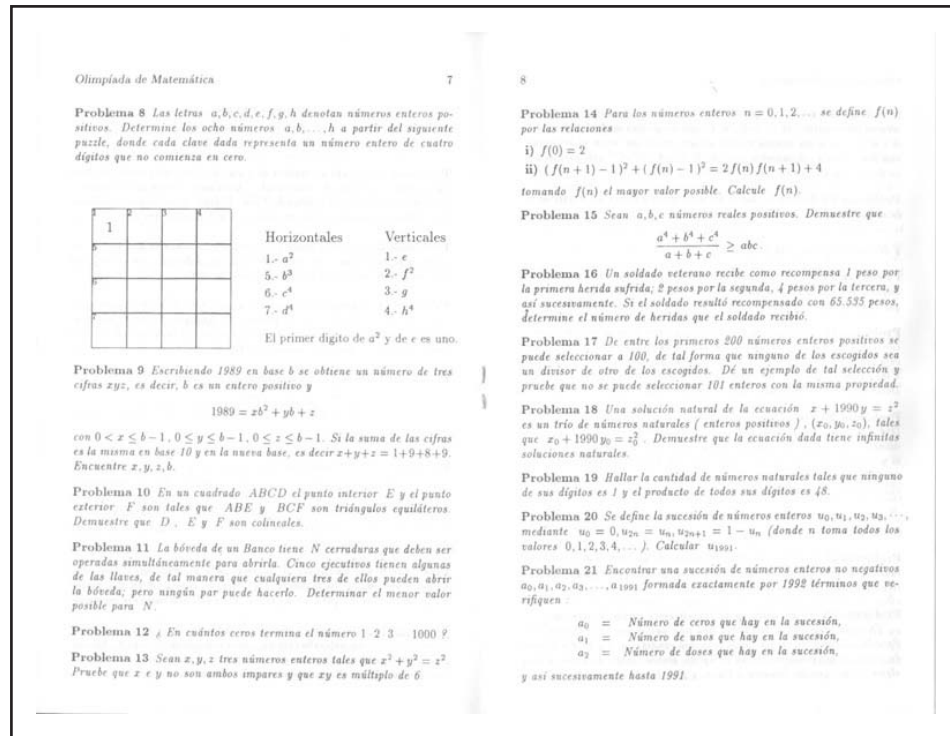 Olimpíada de Matemática 7
Problema 8 Las letras a,b,c,d,e,f,g,h denotan números enteros po-
sitivos. Determine los ocho números a,b,...,h a partir del siguiente
puzzle, donde cada clave dada representa un número entero de cuatro
dígitos que no comienza en cero.
1 2 3 4
1
5
6
7
Horizontales Verticales
1.- a² 1.- e
5.- b³ 2.- f²
6.- c⁴ 3.- g
7.- d⁴ 4.- h⁴
El primer digito de a² y de e es uno.
Problema 9 Escribiendo 1989 en base b se obtiene un número de tres
cifras xyz, es decir, b es un entero positivo y
1989 = xb² + yb + z
con 0 < x ≤ b−1, 0 ≤ y ≤ b−1, 0 ≤ z ≤ b−1. Si la suma de las cifras
es la misma en base 10 y en la nueva base, es decir x+y+z = 1+9+8+9.
Encuentre x,y,z,b.
Problema 10 En un cuadrado ABCD el punto interior E y el punto
exterior F son tales que ABE y BCF son triángulos equiláteros.
Demuestre que D, E y F son colineales.
Problema 11 La bóveda de un Banco tiene N cerraduras que deben ser
operadas simultáneamente para abrirla. Cinco ejecutivos tienen algunas
de las llaves, de tal manera que cualquiera tres de ellos pueden abrir
la bóveda; pero ningún par puede hacerlo. Determinar el menor valor
posible para N.
Problema 12 ¿ En cuántos ceros termina el número 1 2 3 1000 ?
Problema 13 Sean x,y,z tres números enteros tales que x² + y² = z²
Pruebe que x e y no son ambos impares y que xy es múltiplo de 6
8
Problema 14 Para los números enteros n = 0,1,2,... se define f(n)
por las relaciones
i) f(0) = 2
ii) (f(n+1) − 1)² + (f(n) − 1)² = 2f(n)f(n+1) + 4
tomando f(n) el mayor valor posible. Calcule f(n).
Problema 15 Sean a,b,c números reales positivos. Demuestre que
(a⁴ + b⁴ + c⁴)/(a + b + c) ≥ abc.
Problema 16 Un soldado veterano recibe como recompensa 1 peso por
la primera herida sufrida; 2 pesos por la segunda, 4 pesos por la tercera, y
así sucesivamente. Si el soldado resultó recompensado con 65.535 pesos,
determine el número de heridas que el soldado recibió.
Problema 17 De entre los primeros 200 números enteros positivos se
puede seleccionar a 100, de tal forma que ninguno de los escogidos sea
un divisor de otro de los escogidos. Dé un ejemplo de tal selección y
pruebe que no se puede seleccionar 101 enteros con la misma propiedad.
Problema 18 Una solución natural de la ecuación x + 1990y = z²
es un trío de números naturales ( enteros positivos ), (x₀,y₀,z₀), tales
que x₀ + 1990y₀ = z₀². Demuestre que la ecuación dada tiene infinitas
soluciones naturales.
Problema 19 Hallar la cantidad de números naturales tales que ninguno
de sus dígitos es 1 y el producto de todos sus dígitos es 48.
Problema 20 Se define la sucesión de números enteros u₀,u₁,u₂,u₃,···,
mediante u₀ = 0, u₂ₙ = uₙ, u₂ₙ₊₁ = 1 − uₙ (donde n toma todos los
valores 0,1,2,3,4,... ). Calcular u₁₉₉₁.
Problema 21 Encontrar una sucesión de números enteros no negativos
a₀,a₁,a₂,a₃,...,a₁₉₉₁ formada exactamente por 1992 términos que ve-
rifiquen :
a₀ = Número de ceros que hay en la sucesión,
a₁ = Número de unos que hay en la sucesión,
a₂ = Número de doses que hay en la sucesión,
y así sucesivamente hasta 1991.